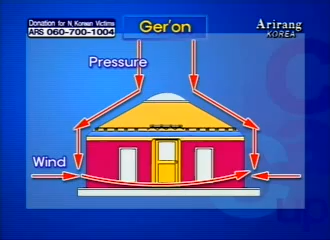 Donation for N. Korean Victims
ARS 060-700-1004
Ger'on
Arirang
KOREA
Pressure
Wind